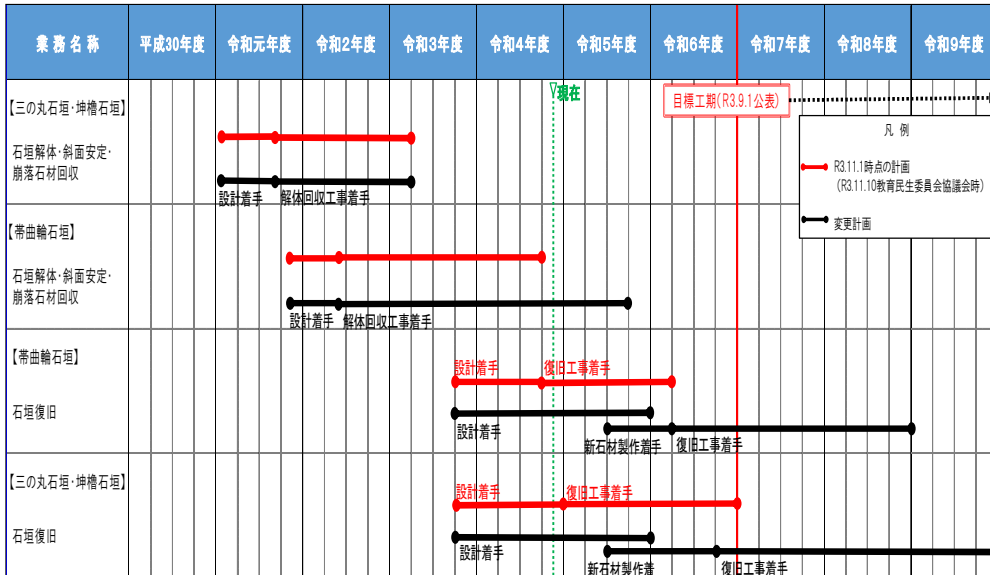 業務名称 平成30年度 令和元年度 令和2年度 令和3年度 令和4年度 令和5年度 令和6年度 令和7年度 令和8年度 令和9年度
▽現在
目標工期(R3.9.1公表)
凡 例
R3.11.1時点の計画
(R3.11.10教育民生委員会協議会時)
変更計画
【三の丸石垣・坤櫓石垣】
石垣解体・斜面安定・
崩落石材回収
設計着手 解体回収工事着手
【帯曲輪石垣】
石垣解体・斜面安定・
崩落石材回収
設計着手 解体回収工事着手
【帯曲輪石垣】
設計着手 復旧工事着手
石垣復旧
設計着手
新石材製作着手 復旧工事着手
【三の丸石垣・坤櫓石垣】
設計着手 復旧工事着手
石垣復旧
設計着手
新石材製作着 復旧工事着手